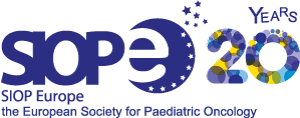 SIOPe 20 YEARS
SIOP Europe
the European Society for Paediatric Oncology